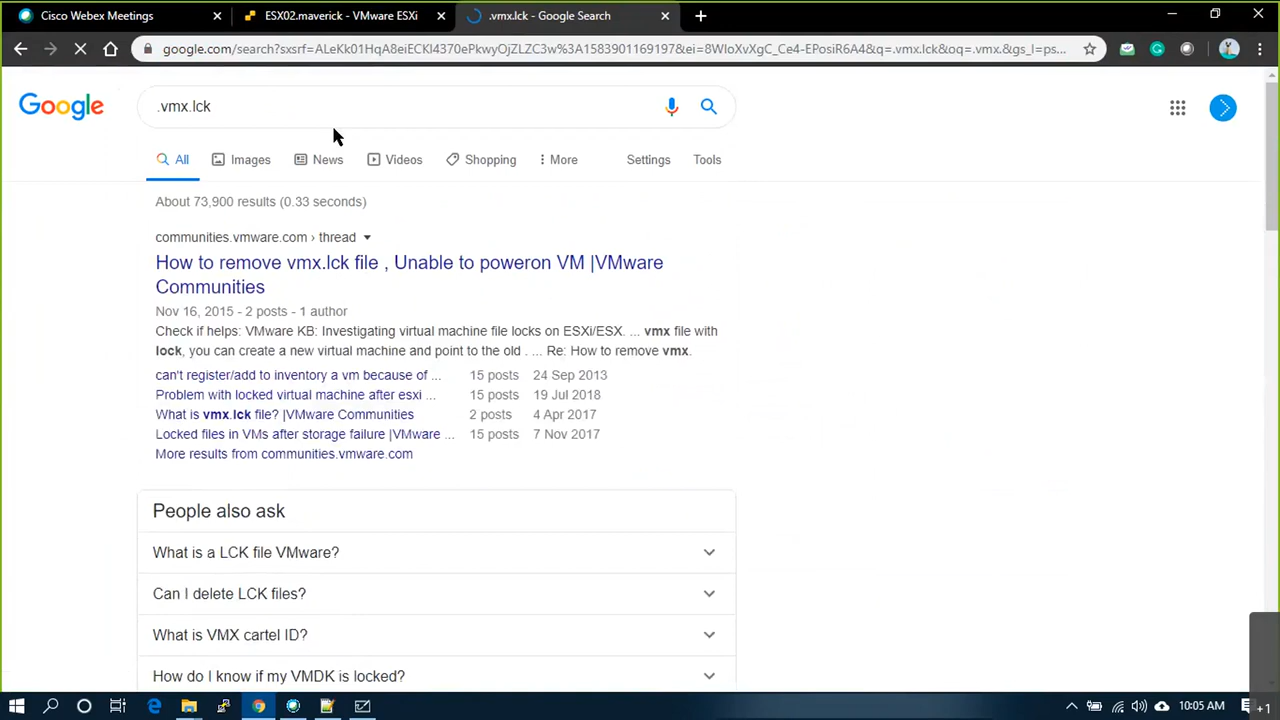 Cisco Webex Meetings
ESX02.maverick - VMware ESXi
.vmx.lck - Google Search
google.com/search?sxsrf=ALeKk01HqA8eiECKI4370ePkwyOjZLZC3w%3A1583901169197&ei=8WloXvXgC_Ce4-EPosiR6A4&q=.vmx.lck&oq=.vmx.&gs_l=ps...
Google
.vmx.lck
All
Images
News
Videos
Shopping
More
Settings
Tools
About 73,900 results (0.33 seconds)
communities.vmware.com › thread
How to remove vmx.lck file , Unable to poweron VM |VMware
Communities
Nov 16, 2015 - 2 posts - 1 author
Check if helps: VMware KB: Investigating virtual machine file locks on ESXi/ESX. ... vmx file with
lock, you can create a new virtual machine and point to the old . ... Re: How to remove vmx.
can't register/add to inventory a vm because of ... 15 posts 24 Sep 2013
Problem with locked virtual machine after esxi ... 15 posts 19 Jul 2018
What is vmx.lck file? |VMware Communities 2 posts 4 Apr 2017
Locked files in VMs after storage failure |VMware ... 15 posts 7 Nov 2017
More results from communities.vmware.com
People also ask
What is a LCK file VMware?
Can I delete LCK files?
What is VMX cartel ID?
How do I know if my VMDK is locked?
10:05 AM
+1